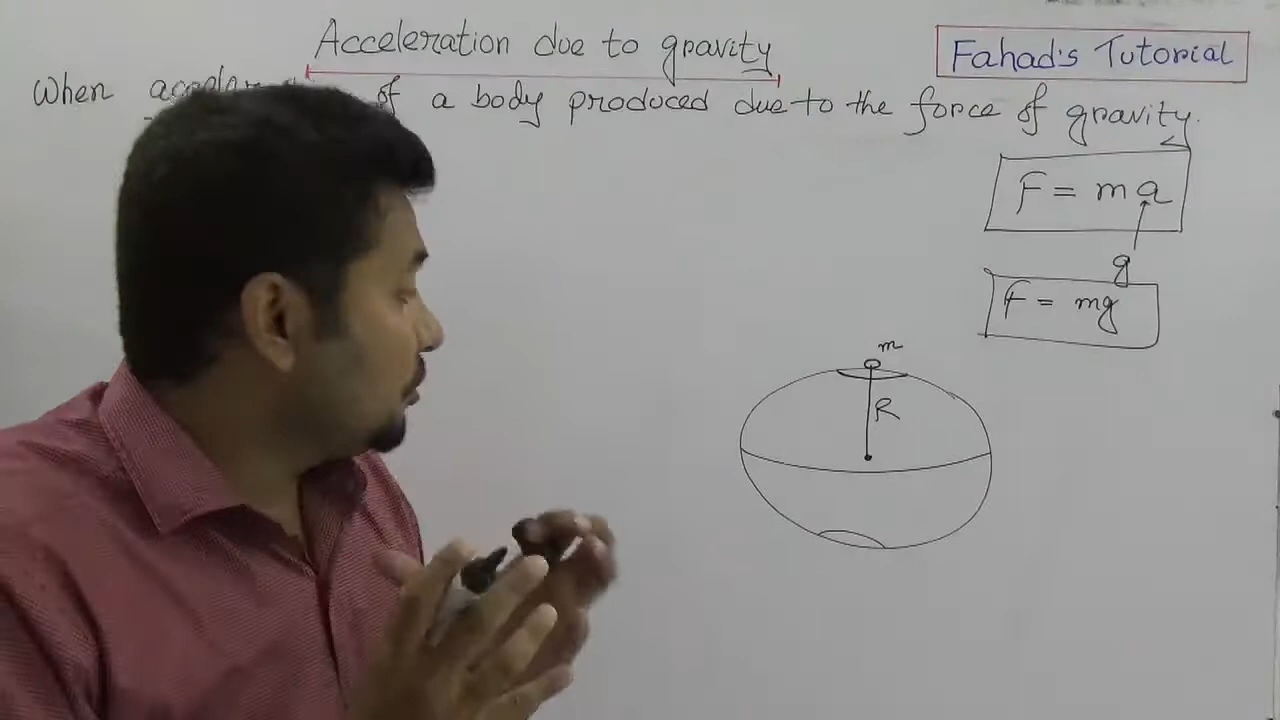 Acceleration due to gravity
Fahad's Tutorial
When of a body produced due to the force of gravity.
F = ma
g
F = mg
m
R